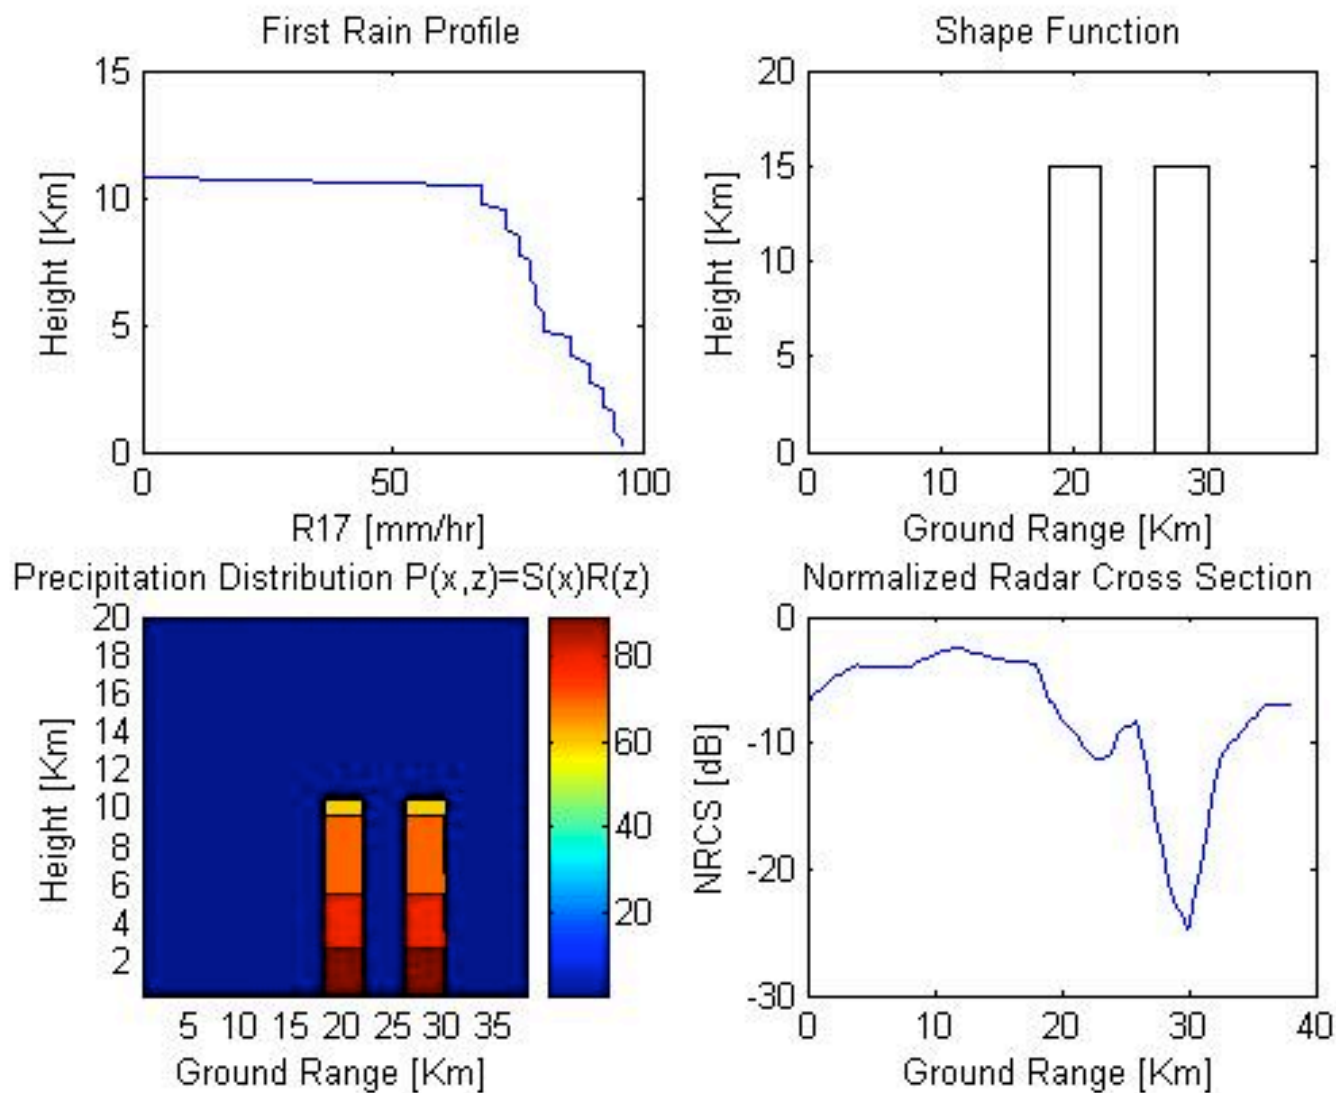 First Rain Profile
15
10
5
0
Height [Km]
0 50 100
R17 [mm/hr]
Shape Function
20
15
10
5
0
Height [Km]
0 10 20 30
Ground Range [Km]
Precipitation Distribution P(x,z)=S(x)R(z)
20
18
16
14
12
10
8
6
4
2
Height [Km]
5 10 15 20 25 30 35
Ground Range [Km]
80
60
40
20
Normalized Radar Cross Section
0
-10
-20
-30
NRCS [dB]
0 10 20 30 40
Ground Range [Km]